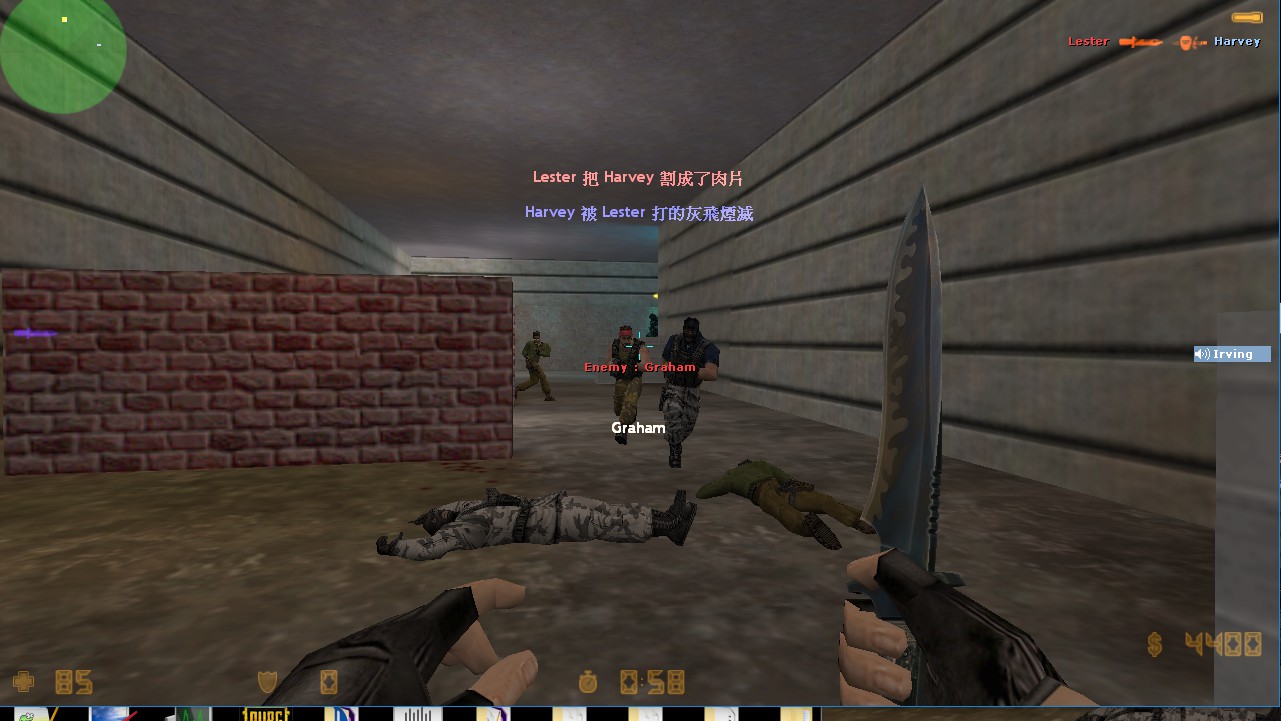 Lester Harvey
Lester 把 Harvey 割成了肉片
Harvey 被 Lester 打的灰飛煙滅
Irving
Enemy : Graham
Graham
$ 4400
85
0
0:58